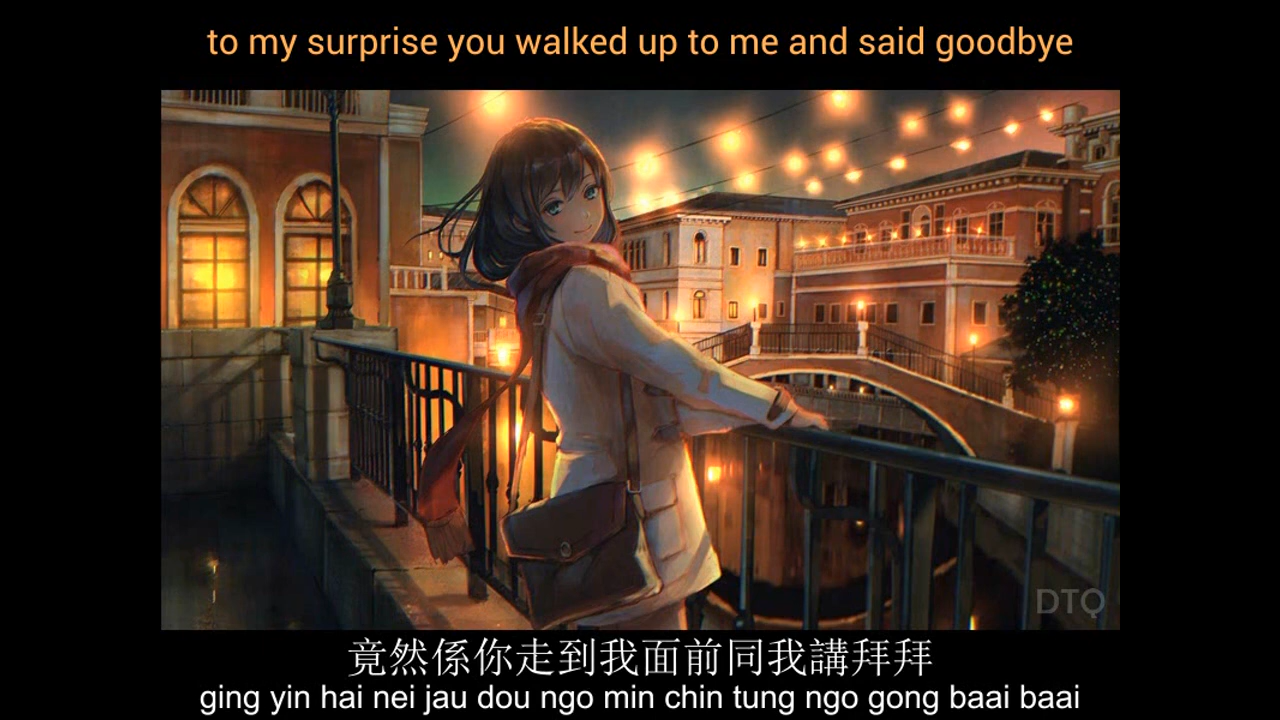 to my surprise you walked up to me and said goodbye
DTQ
竟然係你走到我面前同我講拜拜
ging yin hai nei jau dou ngo min chin tung ngo gong baai baai